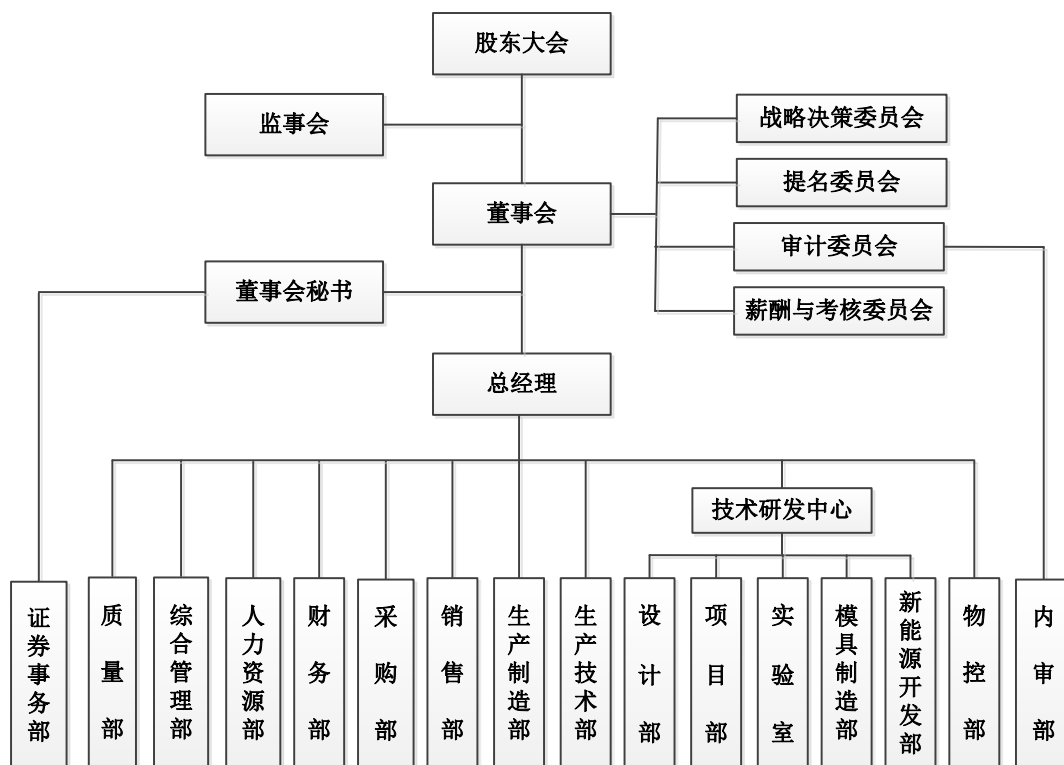 股东大会
监事会
战略决策委员会
提名委员会
董事会
审计委员会
董事会秘书
薪酬与考核委员会
总经理
技术研发中心
证券事务部
质量部
综合管理部
人力资源部
财务部
采购部
销售部
生产制造部
生产技术部
设计部
项目部
实验室
模具制造部
新能源开发部
物控部
内审部